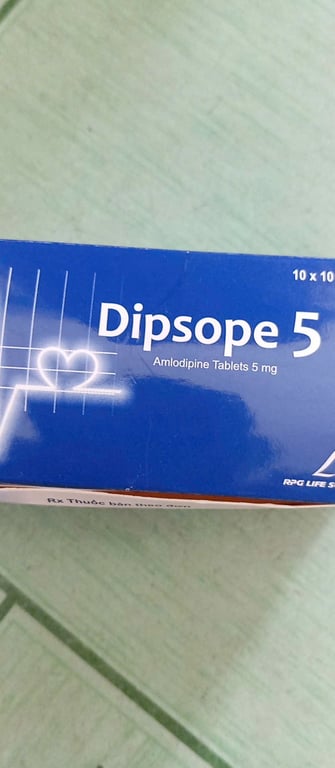 10 x 10
Dipsope 5
Amlodipine Tablets 5 mg
RPG LIFE
Rx Thuốc bán theo đơn